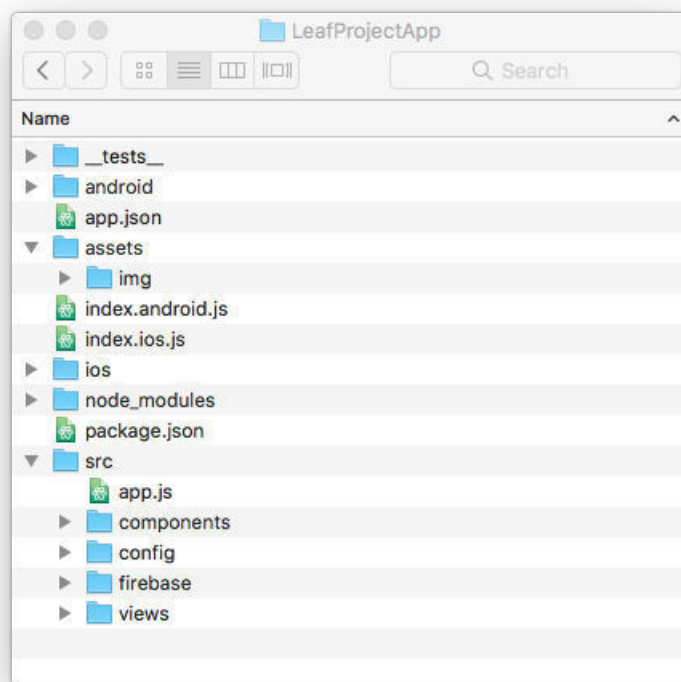 LeafProjectApp
Search
Name
__tests__
android
app.json
assets
img
index.android.js
index.ios.js
ios
node_modules
package.json
src
app.js
components
config
firebase
views